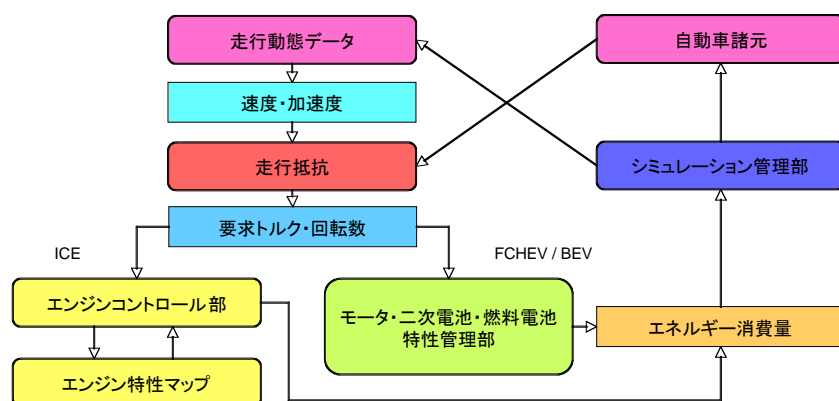 走行動態データ
自動車諸元
速度・加速度
走行抵抗
シミュレーション管理部
要求トルク・回転数
ICE
FCHEV / BEV
エンジンコントロール部
モータ・二次電池・燃料電池
特性管理部
エネルギー消費量
エンジン特性マップ